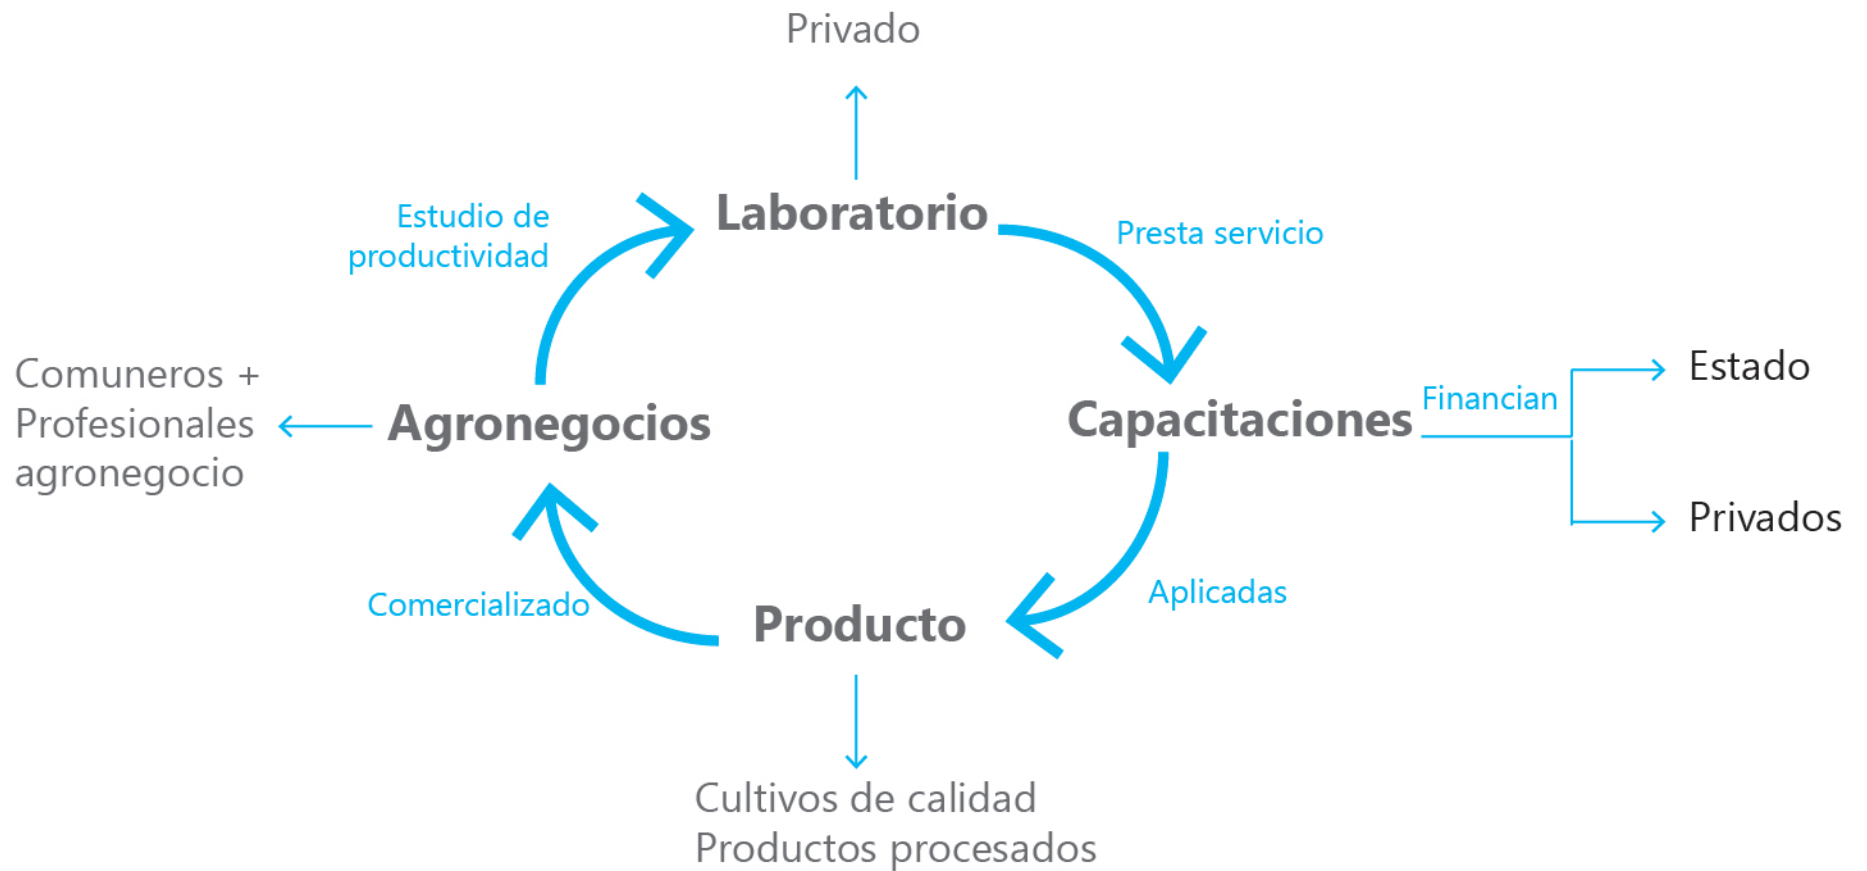 Privado
Laboratorio
Estudio de
productividad
Presta servicio
Comuneros +
Profesionales
agronegocio
Agronegocios
Capacitaciones
Financian
Estado
Privados
Comercializado
Aplicadas
Producto
Cultivos de calidad
Productos procesados